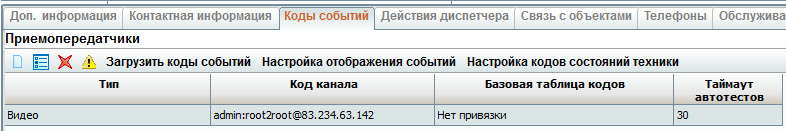 Доп. информация Контактная информация Коды событий Действия диспетчера Связь с объектами Телефоны Обслужива
Приемопередатчики
Загрузить коды событий Настройка отображения событий Настройка кодов состояний техники
Тип Код канала Базовая таблица кодов Таймаут автотестов
Видео admin:root2root@83.234.63.142 Нет привязки 30